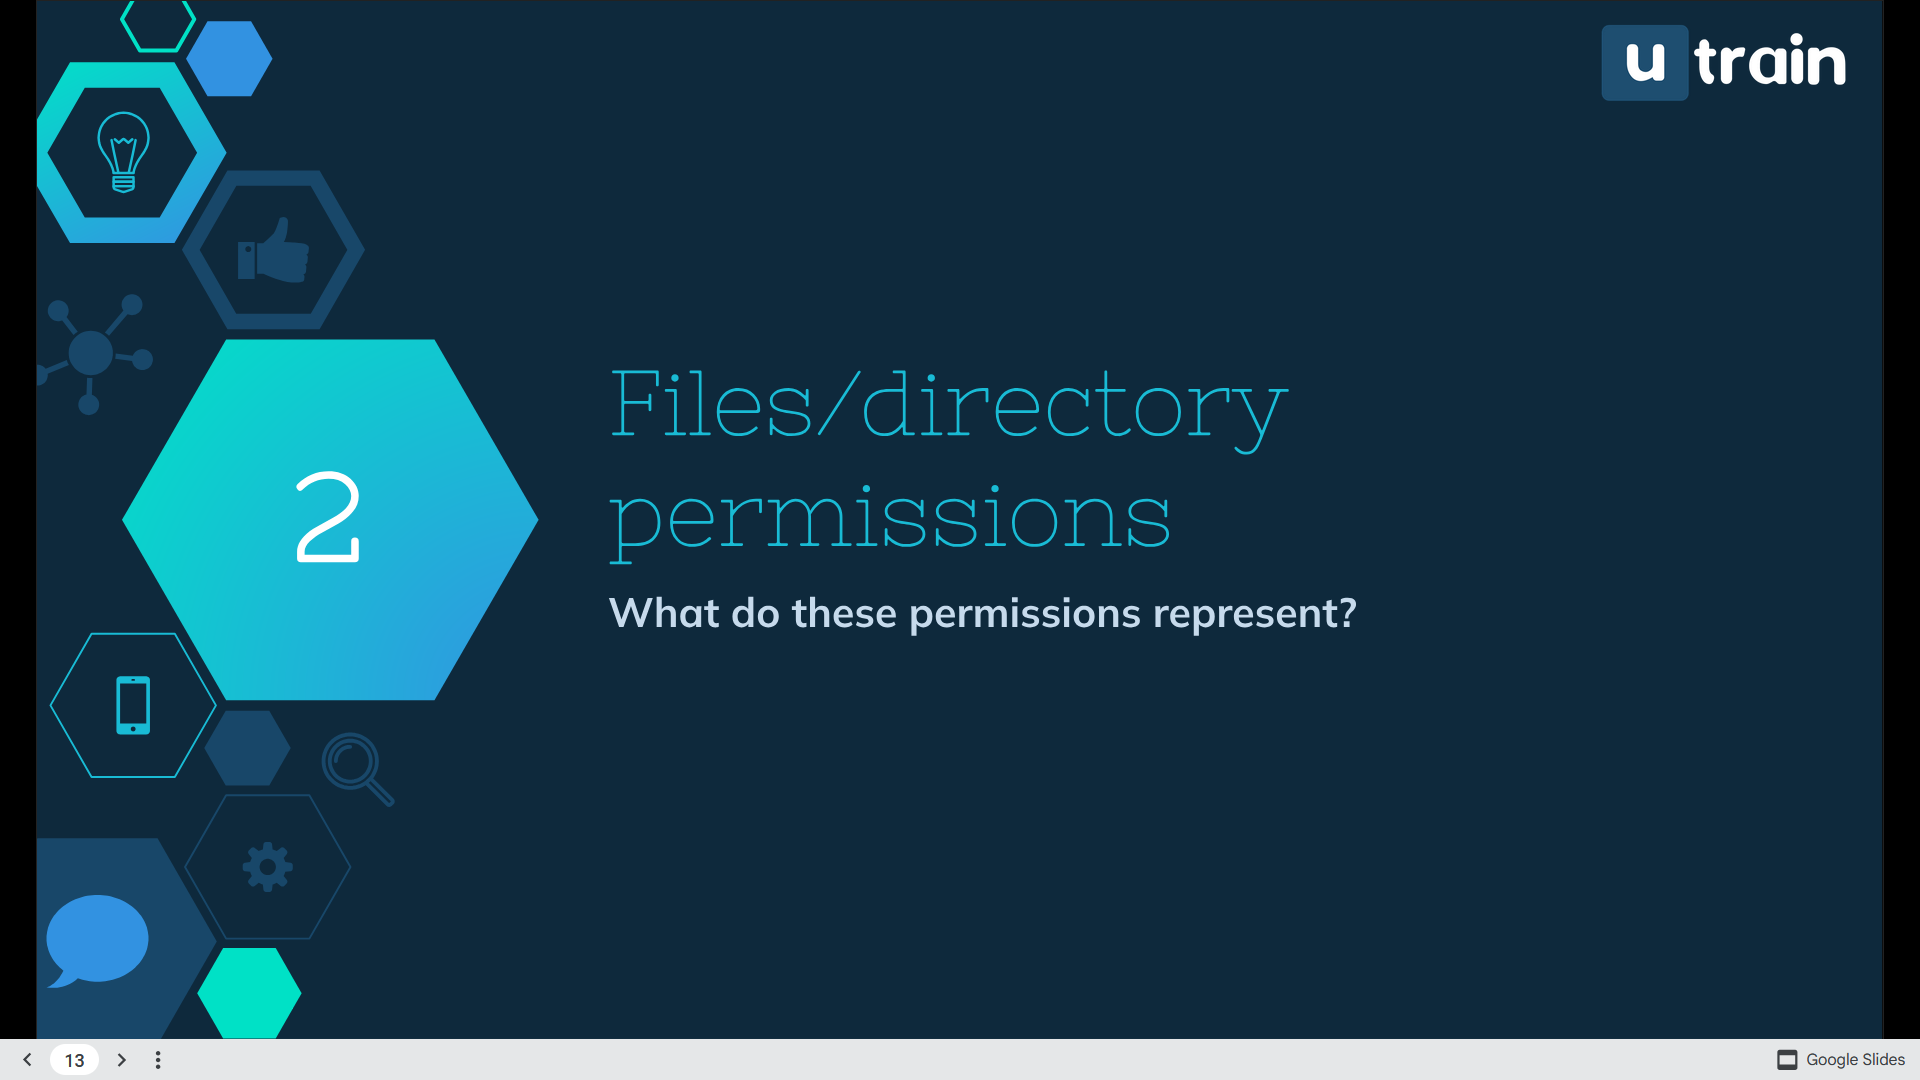 u train
2
Files/directory
permissions
What do these permissions represent?
13
Google Slides